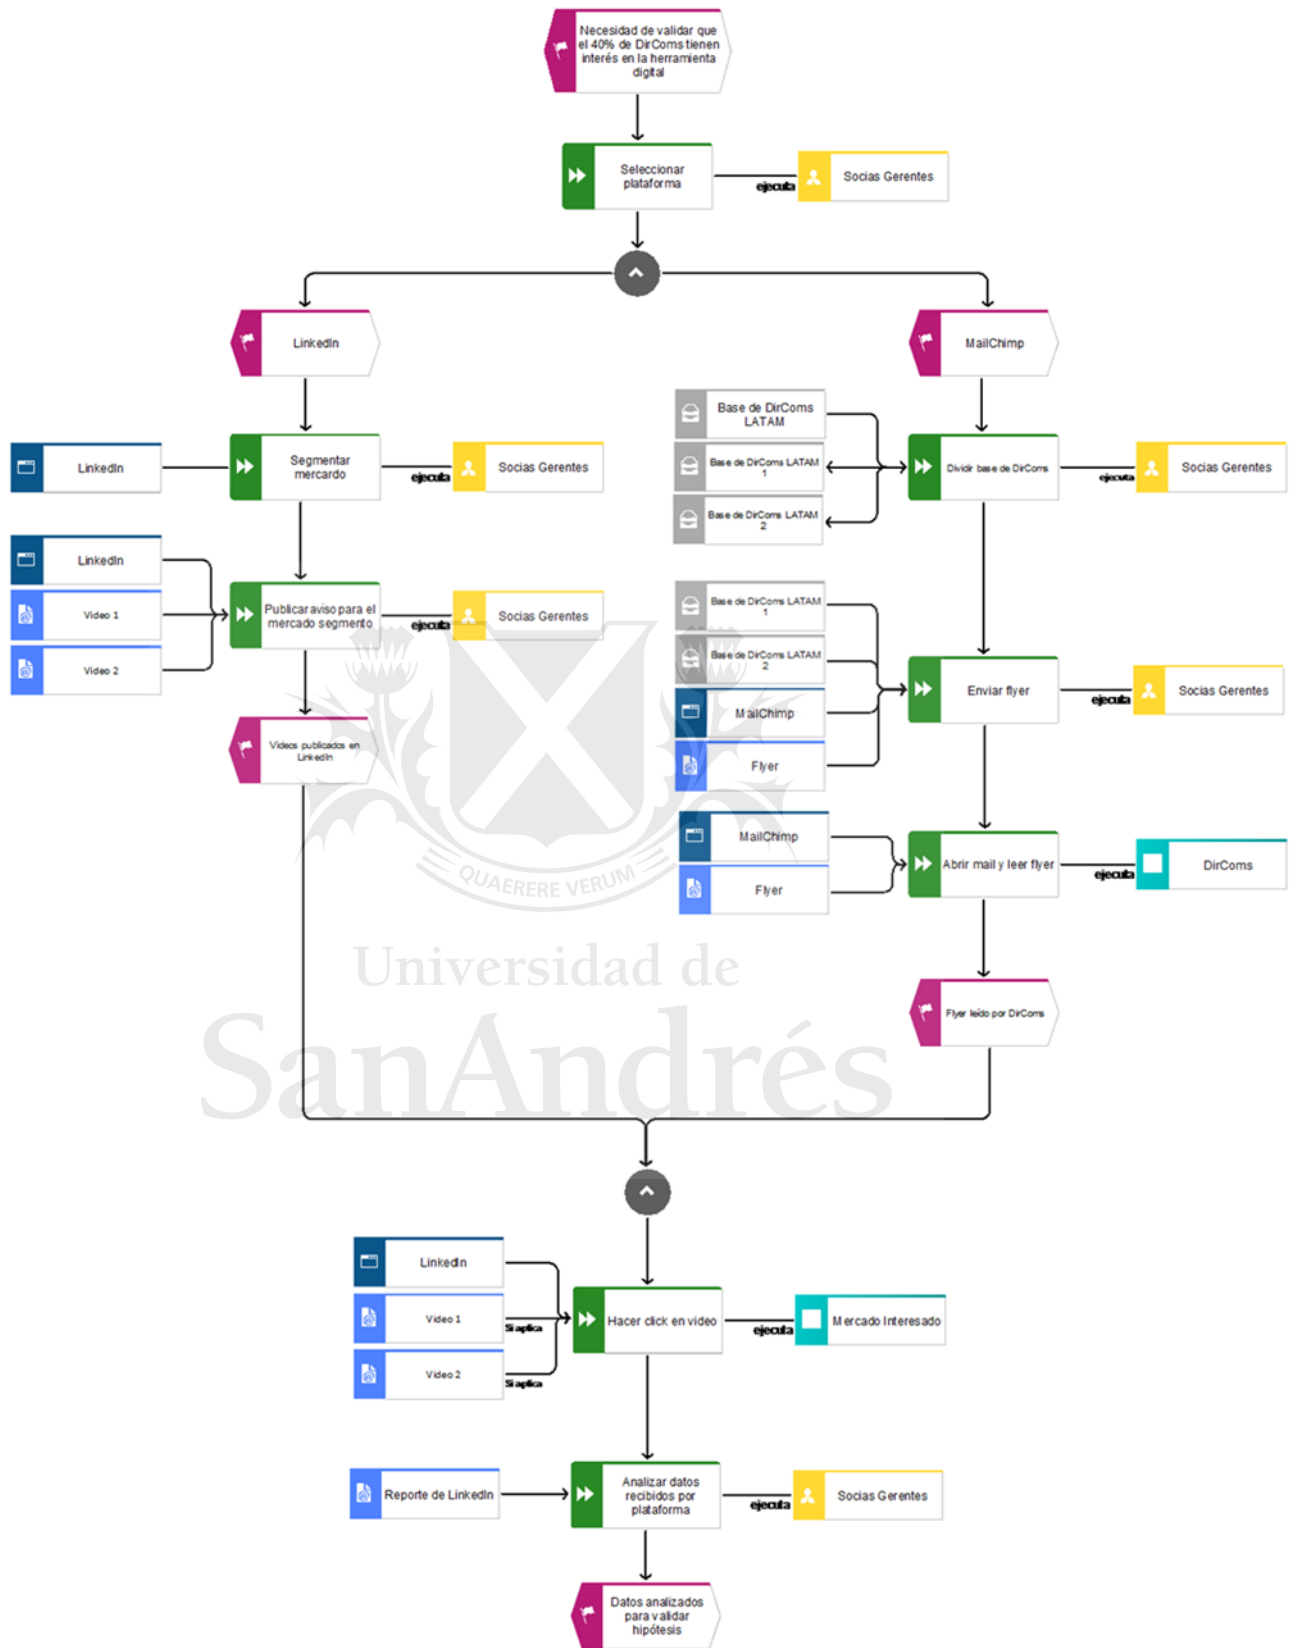 Necesidad de validar que
el 40% de DirComs tienen
interés en la herramienta
digital
Seleccionar
plataforma
ejecuta
Socias Gerentes
LinkedIn
MailChimp
LinkedIn
Segmentar
mercardo
ejecuta
Socias Gerentes
Base de DirComs
LATAM
Base de DirComs LATAM
1
Base de DirComs LATAM
2
Dividir base de DirComs
ejecuta
Socias Gerentes
LinkedIn
Video 1
Video 2
Publicar aviso para el
mercado segmento
ejecuta
Socias Gerentes
Base de DirComs LATAM
1
Base de DirComs LATAM
2
MailChimp
Flyer
Enviar flyer
ejecuta
Socias Gerentes
Videos publicados en
LinkedIn
MailChimp
Flyer
Abrir mail y leer flyer
ejecuta
DirComs
QUAERERE VERUM
Universidad de
SanAndrés
Flyer leído por DirComs
LinkedIn
Video 1
Si aplica
Video 2
Si aplica
Hacer click en video
ejecuta
Mercado Interesado
Reporte de LinkedIn
Analizar datos
recibidos por
plataforma
ejecuta
Socias Gerentes
Datos analizados
para validar
hipótesis